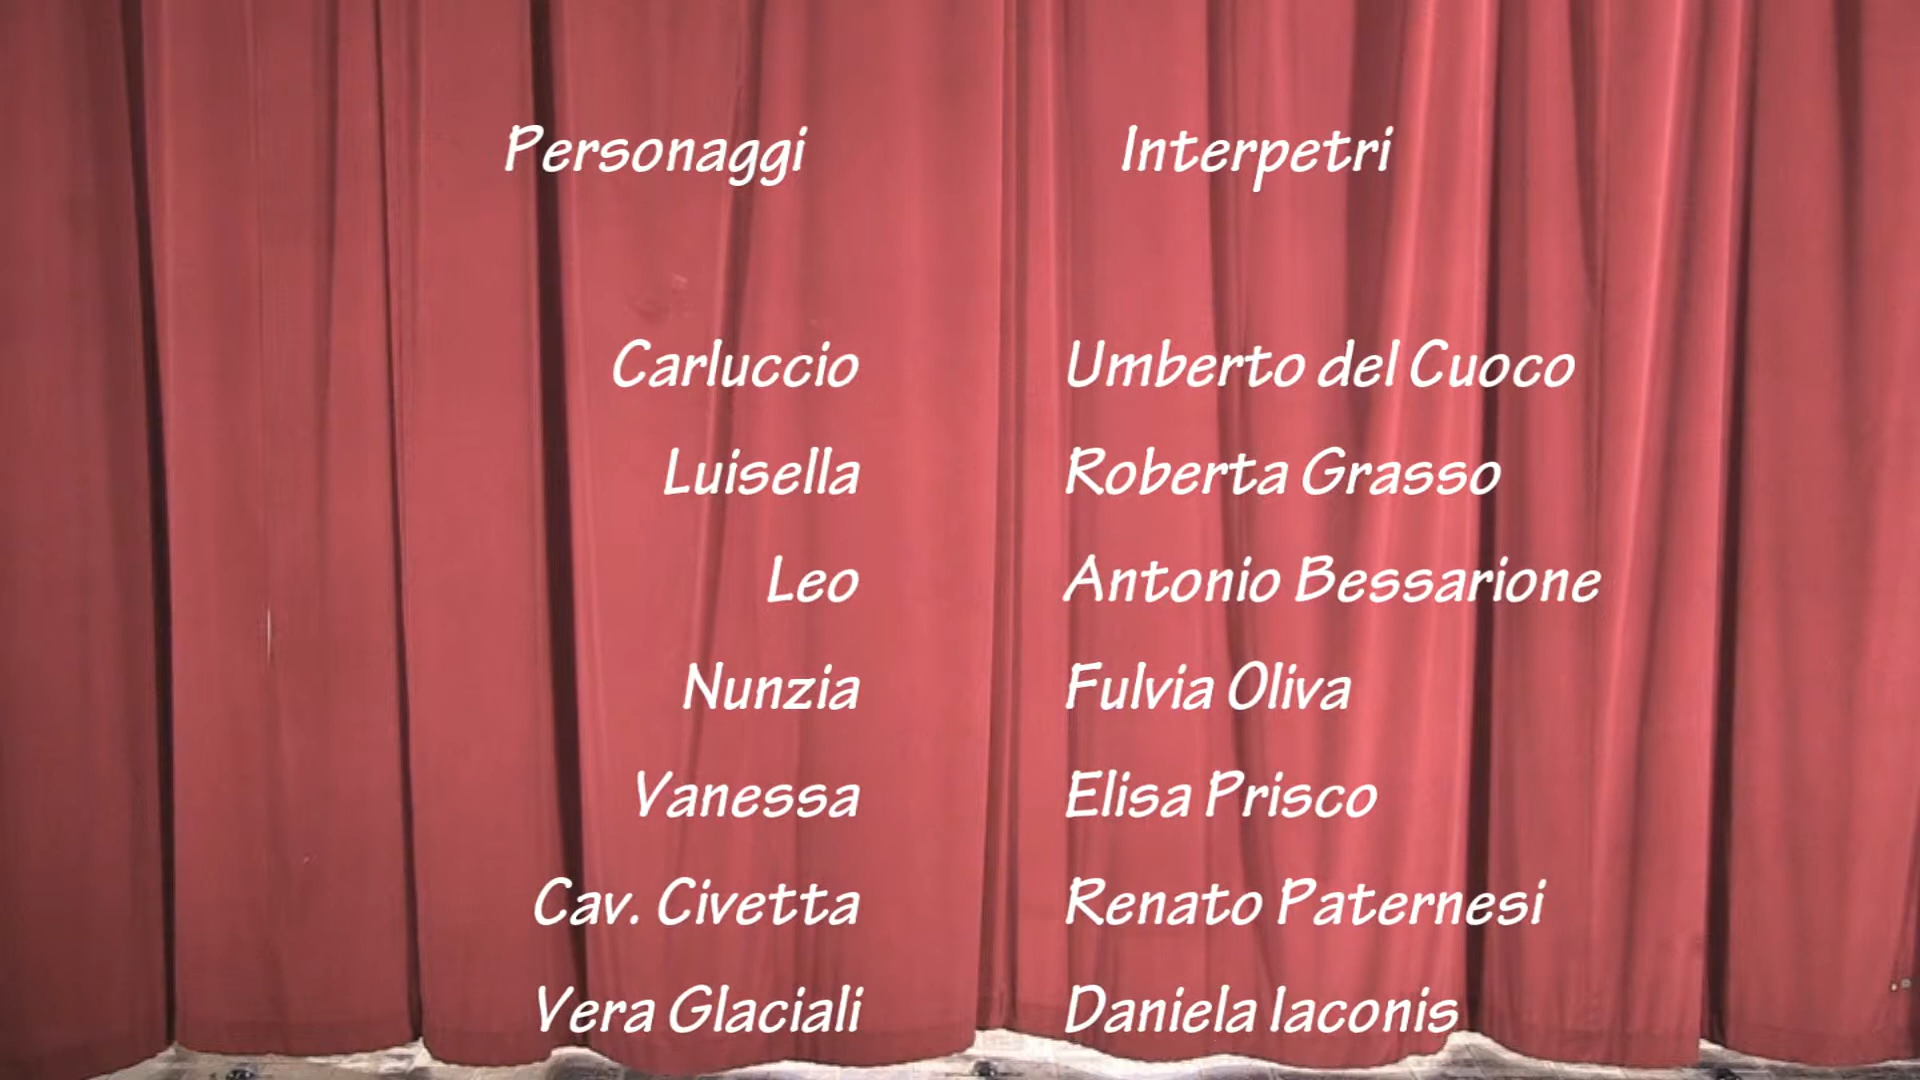 Personaggi Interpetri
Carluccio Umberto del Cuoco
Luisella Roberta Grasso
Leo Antonio Bessarione
Nunzia Fulvia Oliva
Vanessa Elisa Prisco
Cav. Civetta Renato Paternesi
Vera Glaciali Daniela Iaconis